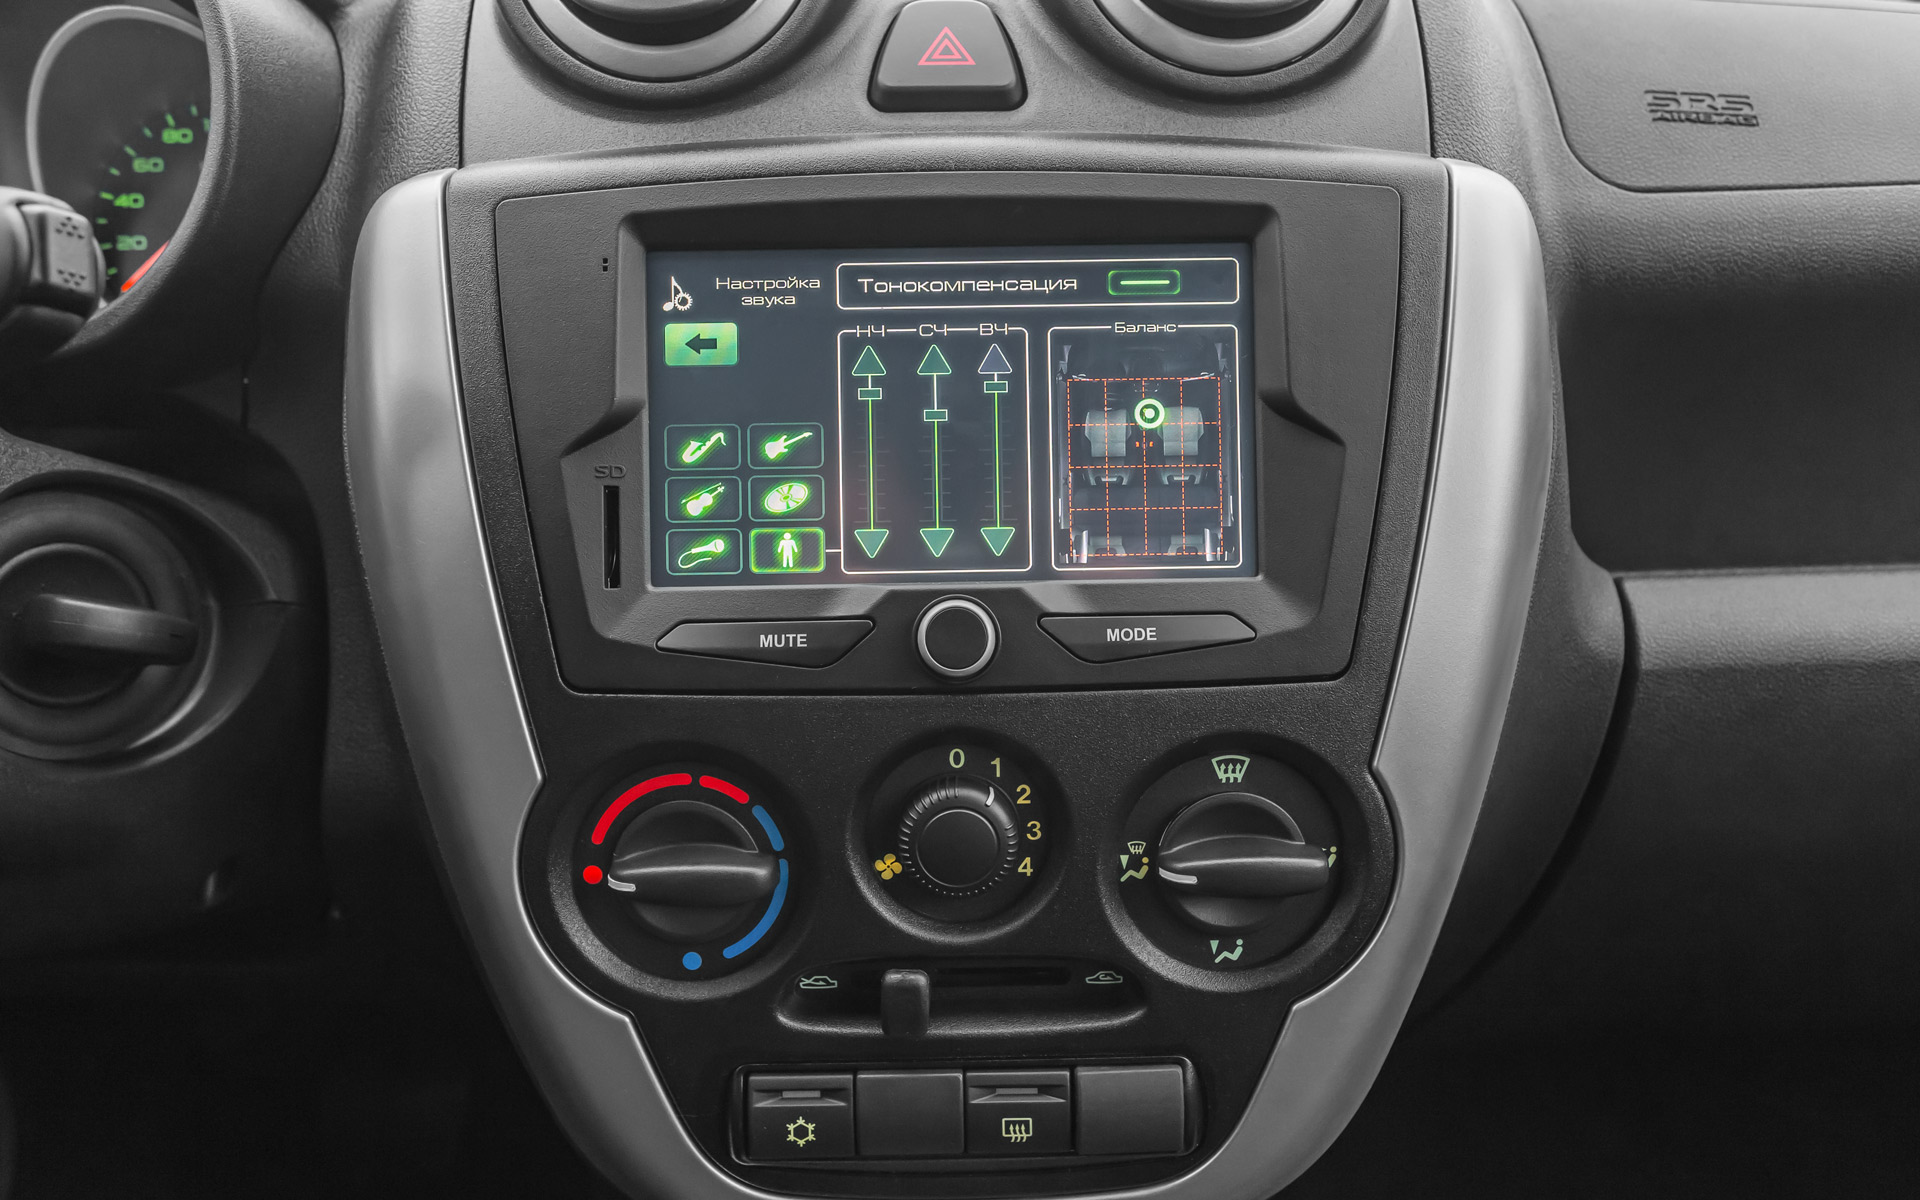 SRS
AIRBAG
80
60
40
20
Настройка
звука
Тонокомпенсация
НЧ СЧ ВЧ
Баланс
SD
MUTE
MODE
0
1
2
3
4